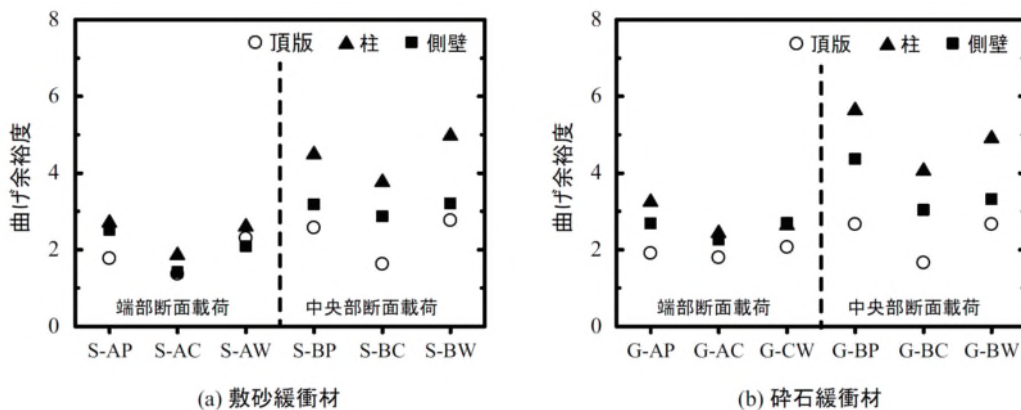 8
6
4
2
0
曲げ余裕度
○ 頂版 ▲ 柱 ■ 側壁
端部断面載荷 中央部断面載荷
S-AP S-AC S-AW S-BP S-BC S-BW
(a) 敷砂緩衝材
8
6
4
2
0
曲げ余裕度
○ 頂版 ▲ 柱 ■ 側壁
端部断面載荷 中央部断面載荷
G-AP G-AC G-CW G-BP G-BC G-BW
(b) 砕石緩衝材